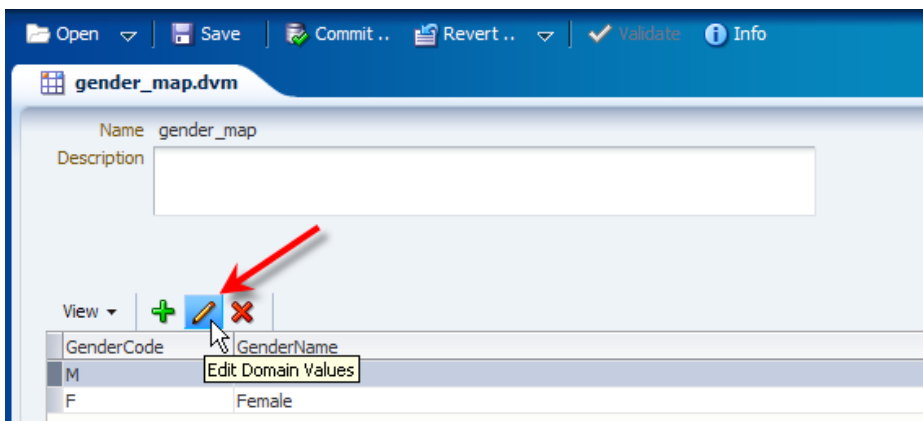 Open Save Commit .. Revert .. Validate Info
gender_map.dvm
Name gender_map
Description
View
GenderCode GenderName
M
Edit Domain Values
F Female